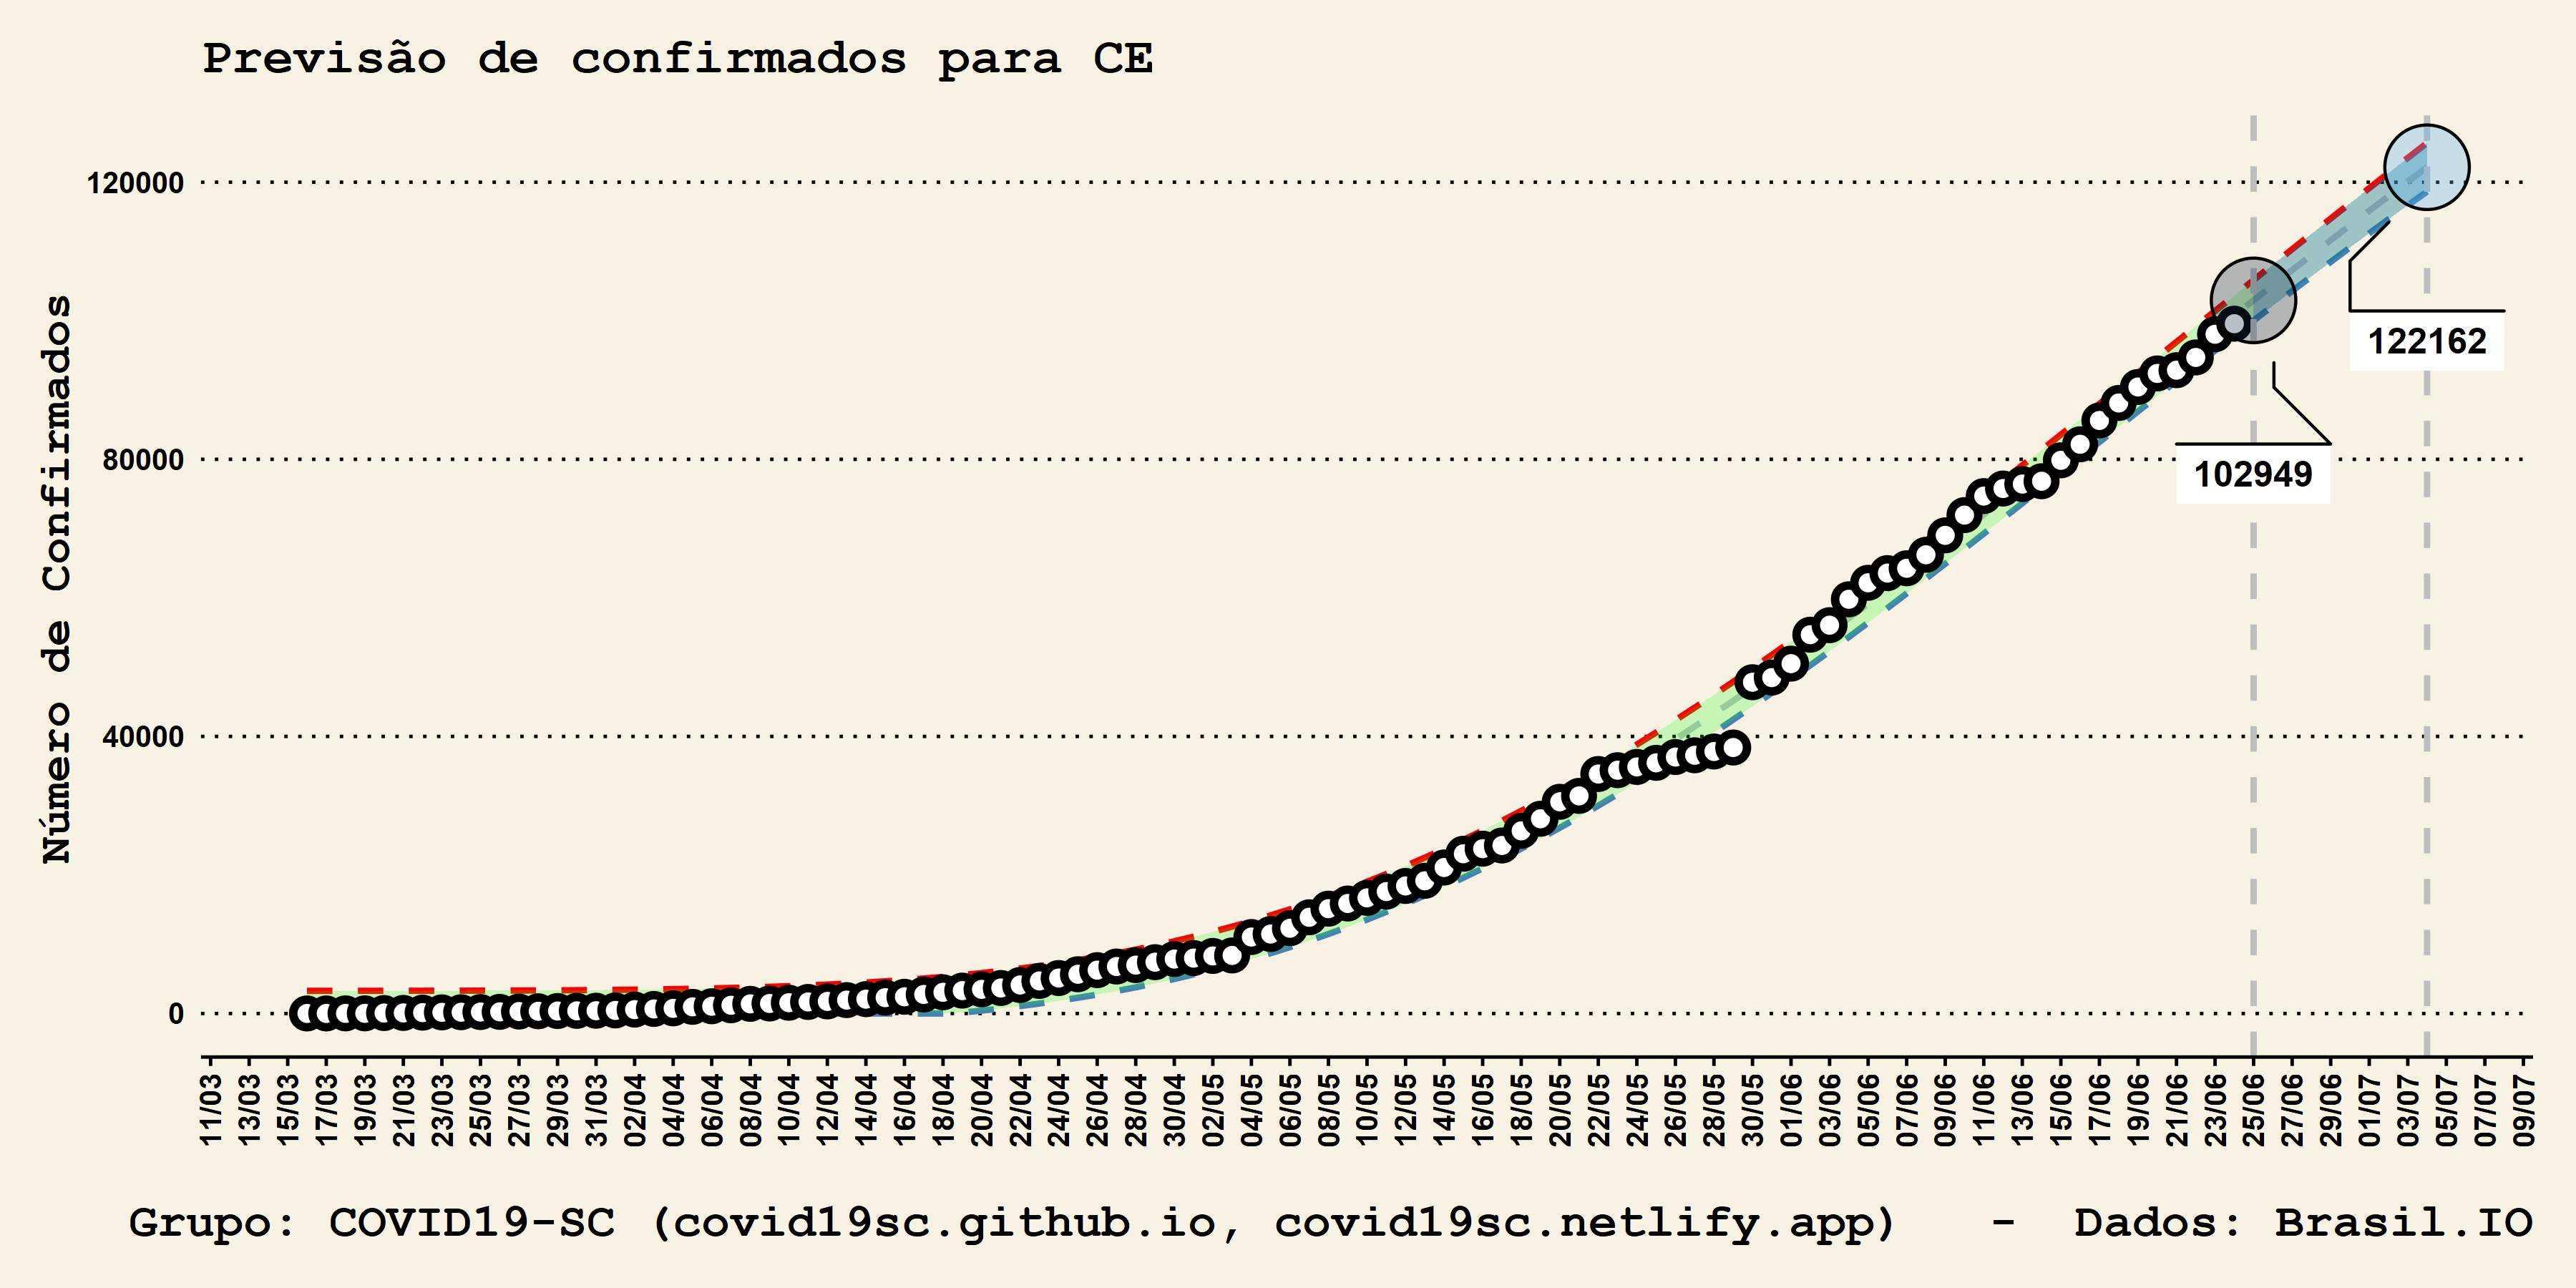 Previsão de confirmados para CE
Número de Confirmados
120000
80000
40000
0
122162
102949
11/03 13/03 15/03 17/03 19/03 21/03 23/03 25/03 27/03 29/03 31/03 02/04 04/04 06/04 08/04 10/04 12/04 14/04 16/04 18/04 20/04 22/04 24/04 26/04 28/04 30/04 02/05 04/05 06/05 08/05 10/05 12/05 14/05 16/05 18/05 20/05 22/05 24/05 26/05 28/05 30/05 01/06 03/06 05/06 07/06 09/06 11/06 13/06 15/06 17/06 19/06 21/06 23/06 25/06 27/06 29/06 01/07 03/07 05/07 07/07 09/07
Grupo: COVID19-SC (covid19sc.github.io, covid19sc.netlify.app) - Dados: Brasil.IO